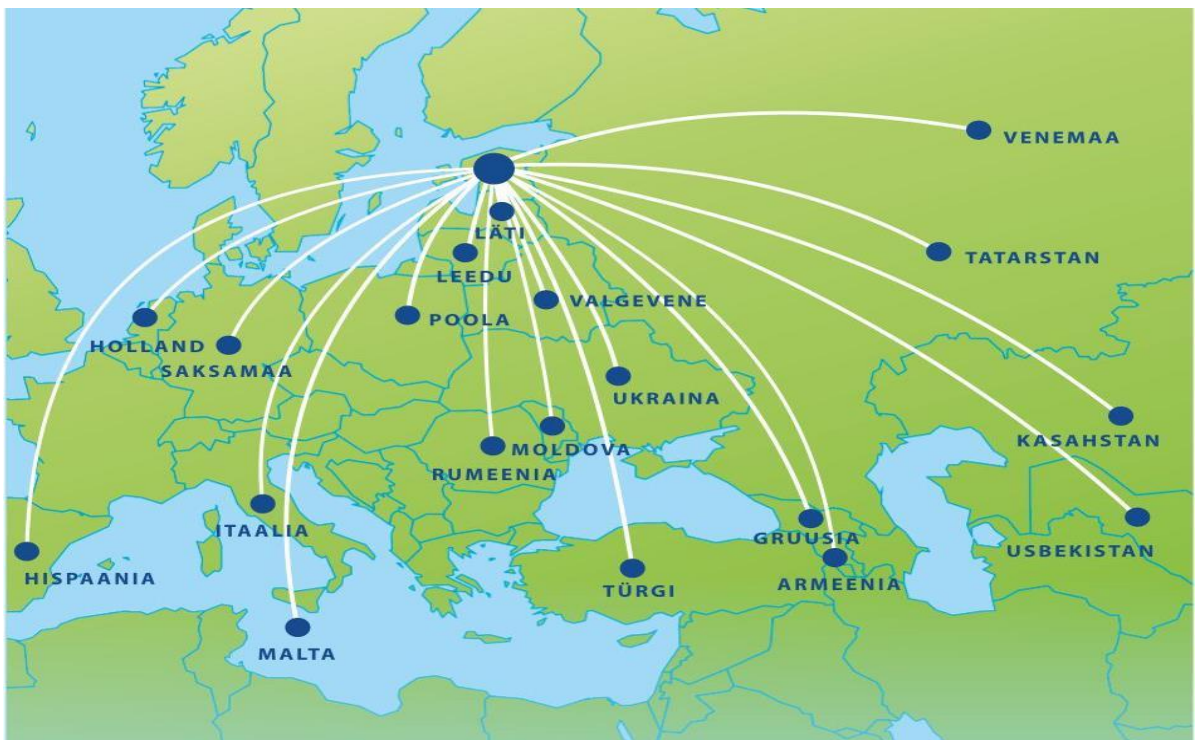 VENEMAA
LÄTI
TATARSTAN
LEEDU
VALGEVENE
POOLA
HOLLAND
SAKSAMAA
UKRAINA
KASAHSTAN
MOLDOVA
RUMEENIA
ITAALIA
GRUUSIA
USBEKISTAN
HISPAANIA
ARMEENIA
TÜRGI
MALTA